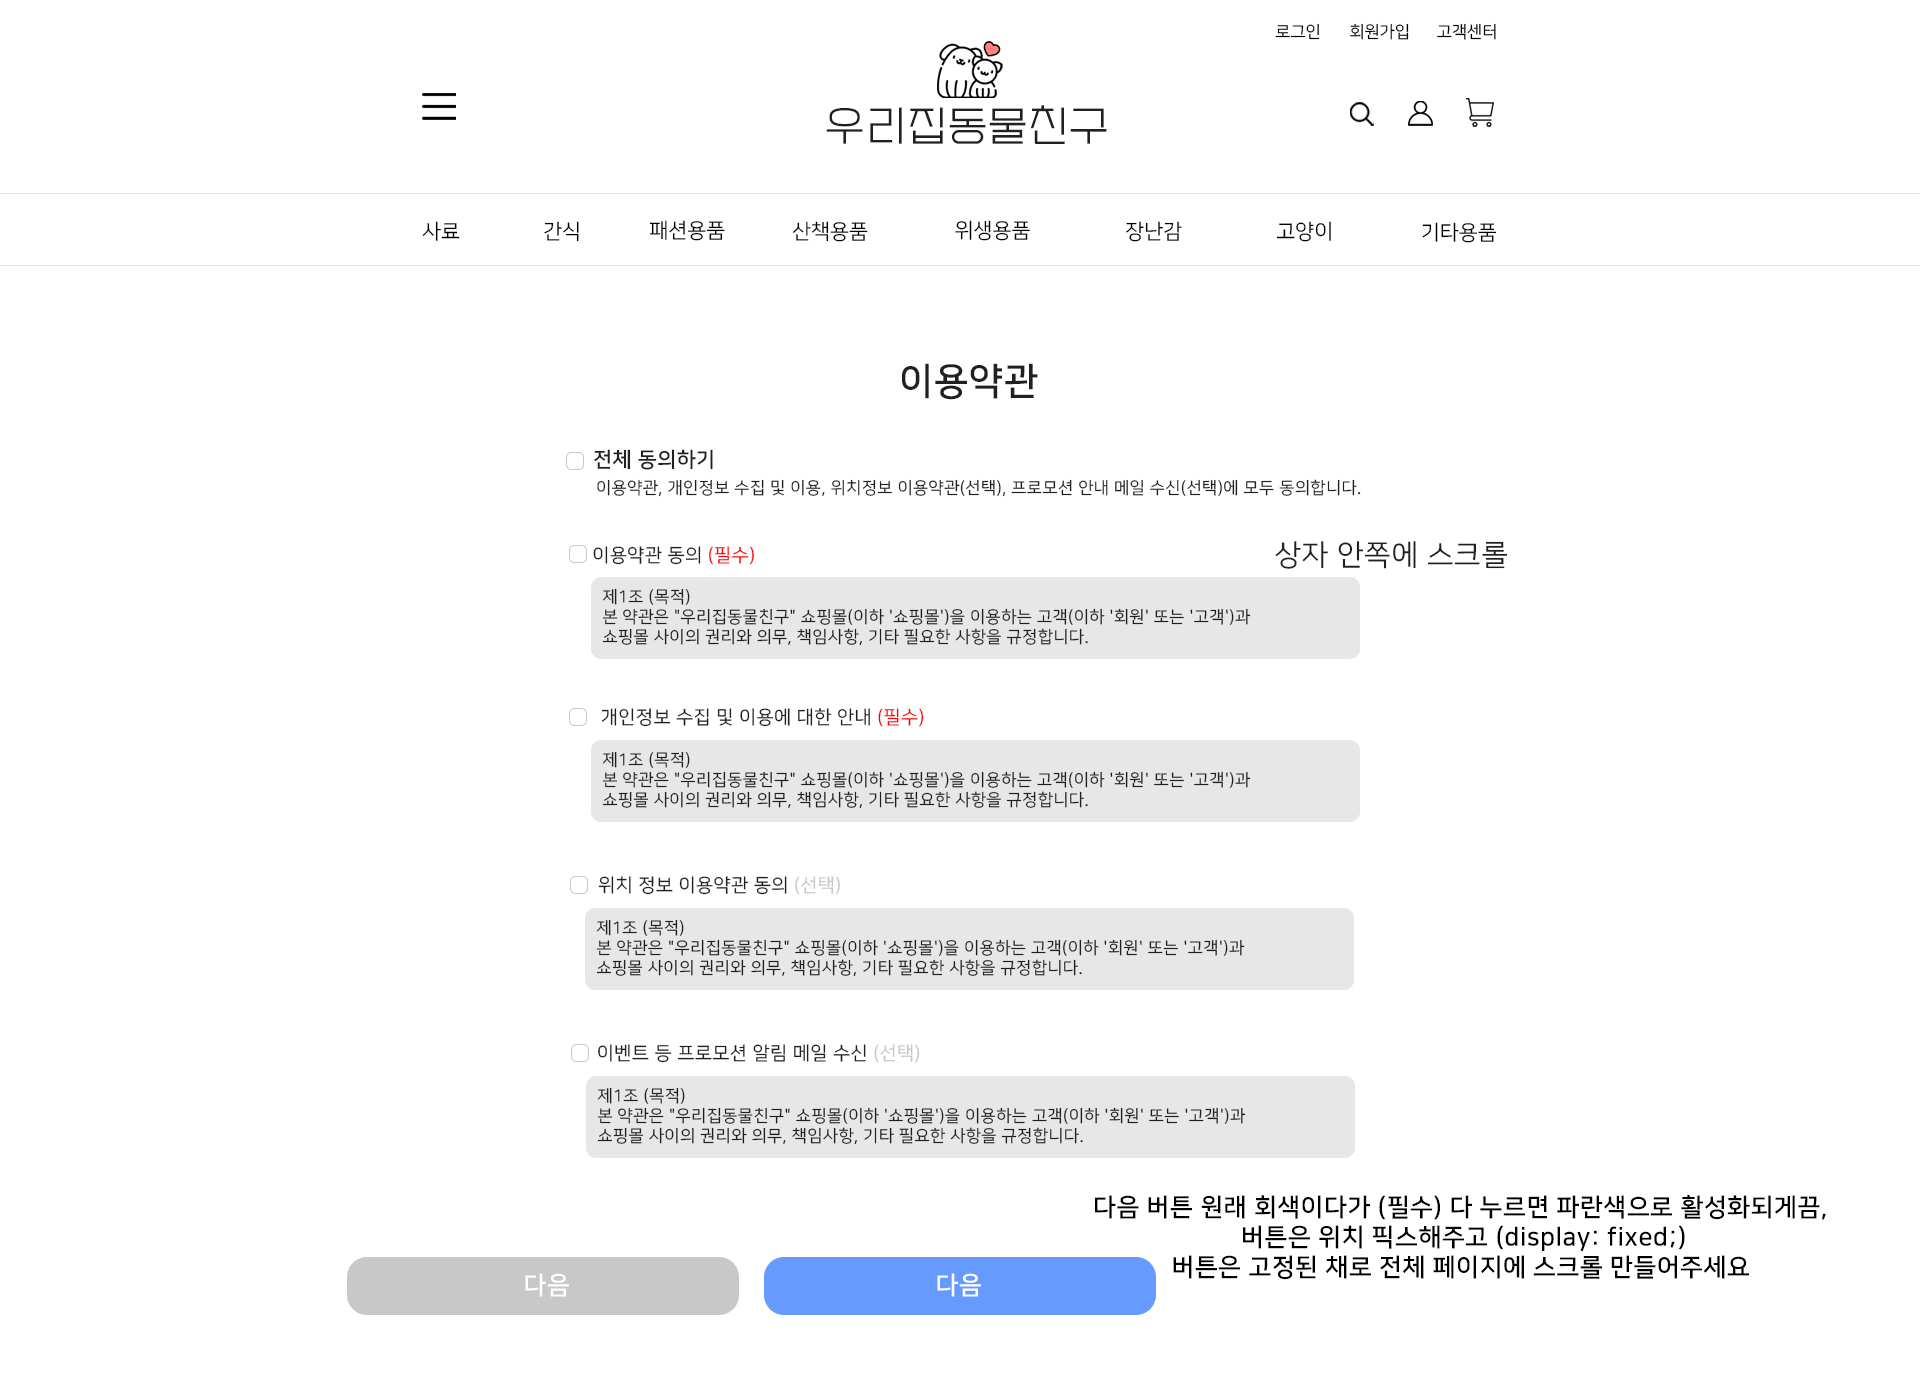 로그인 회원가입 고객센터
우리집동물친구
사료 간식 패션용품 산책용품 위생용품 장난감 고양이 기타용품
이용약관
전체 동의하기
이용약관, 개인정보 수집 및 이용, 위치정보 이용약관(선택), 프로모션 안내 메일 수신(선택)에 모두 동의합니다.
이용약관 동의 (필수)
상자 안쪽에 스크롤
제1조 (목적)
본 약관은 "우리집동물친구" 쇼핑몰(이하 '쇼핑몰')을 이용하는 고객(이하 '회원' 또는 '고객')과
쇼핑몰 사이의 권리와 의무, 책임사항, 기타 필요한 사항을 규정합니다.
개인정보 수집 및 이용에 대한 안내 (필수)
제1조 (목적)
본 약관은 "우리집동물친구" 쇼핑몰(이하 '쇼핑몰')을 이용하는 고객(이하 '회원' 또는 '고객')과
쇼핑몰 사이의 권리와 의무, 책임사항, 기타 필요한 사항을 규정합니다.
위치 정보 이용약관 동의 (선택)
제1조 (목적)
본 약관은 "우리집동물친구" 쇼핑몰(이하 '쇼핑몰')을 이용하는 고객(이하 '회원' 또는 '고객')과
쇼핑몰 사이의 권리와 의무, 책임사항, 기타 필요한 사항을 규정합니다.
이벤트 등 프로모션 알림 메일 수신 (선택)
제1조 (목적)
본 약관은 "우리집동물친구" 쇼핑몰(이하 '쇼핑몰')을 이용하는 고객(이하 '회원' 또는 '고객')과
쇼핑몰 사이의 권리와 의무, 책임사항, 기타 필요한 사항을 규정합니다.
다음 버튼 원래 회색이다가 (필수) 다 누르면 파란색으로 활성화되게끔,
버튼은 위치 픽스해주고 (display: fixed;)
버튼은 고정된 채로 전체 페이지에 스크롤 만들어주세요
다음
다음